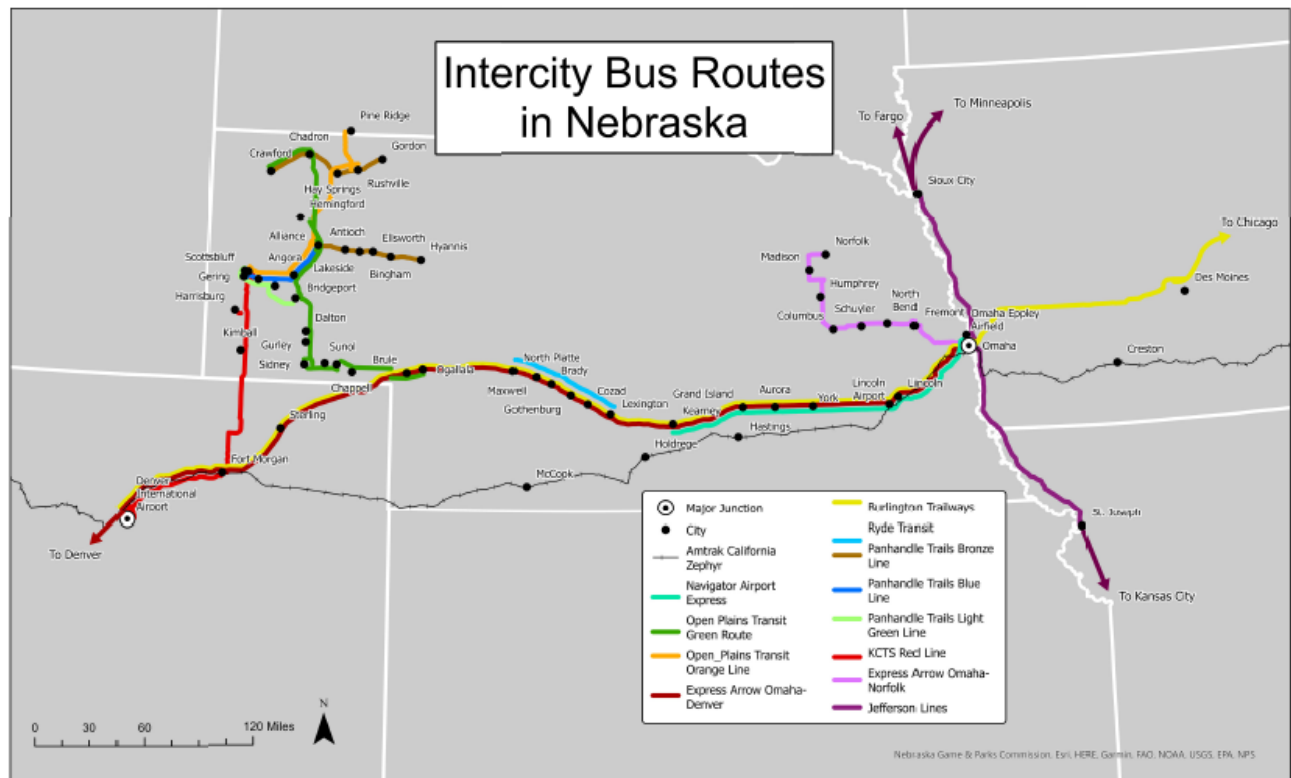 Intercity Bus Routes
in Nebraska
To Minneapolis
To Fargo
Pine Ridge
Chadron
Gordon
Crawford
Rushville
Hay Springs
Hemingford
Sioux City
To Chicago
Alliance
Antioch
Ellsworth
Hyannis
Norfolk
Madison
Scottsbluff
Angora
Lakeside
Bingham
Gering
Bridgeport
Des Moines
Harrisburg
Humphrey
North
Bend
Schuyler
Columbus
Fremont
Omaha Eppley
Airfield
Dalton
Kimball
Gurley
Sunol
Omaha
Sidney
Brule
Ogallala
North Platte
Brady
Creston
Chappell
Maxwell
Cozad
Grand Island
Aurora
Lincoln
Airport
Lincoln
Gothenburg
Lexington
Kearney
York
Sterling
Hastings
Holdrege
Fort Morgan
McCook
Denver
International
Airport
To Denver
St. Joseph
To Kansas City
Major Junction
City
Amtrak California
Zephyr
Navigator Airport
Express
Open Plains Transit
Green Route
Open_Plains Transit
Orange Line
Express Arrow Omaha-
Denver
Burlington Trailways
Ryde Transit
Panhandle Trails Bronze
Line
Panhandle Trails Blue
Line
Panhandle Trails Light
Green Line
KCTS Red Line
Express Arrow Omaha-
Norfolk
Jefferson Lines
N
0 30 60 120 Miles
Nebraska Game & Parks Commission, Esri, HERE, Garmin, FAO, NOAA, USGS, EPA, NPS